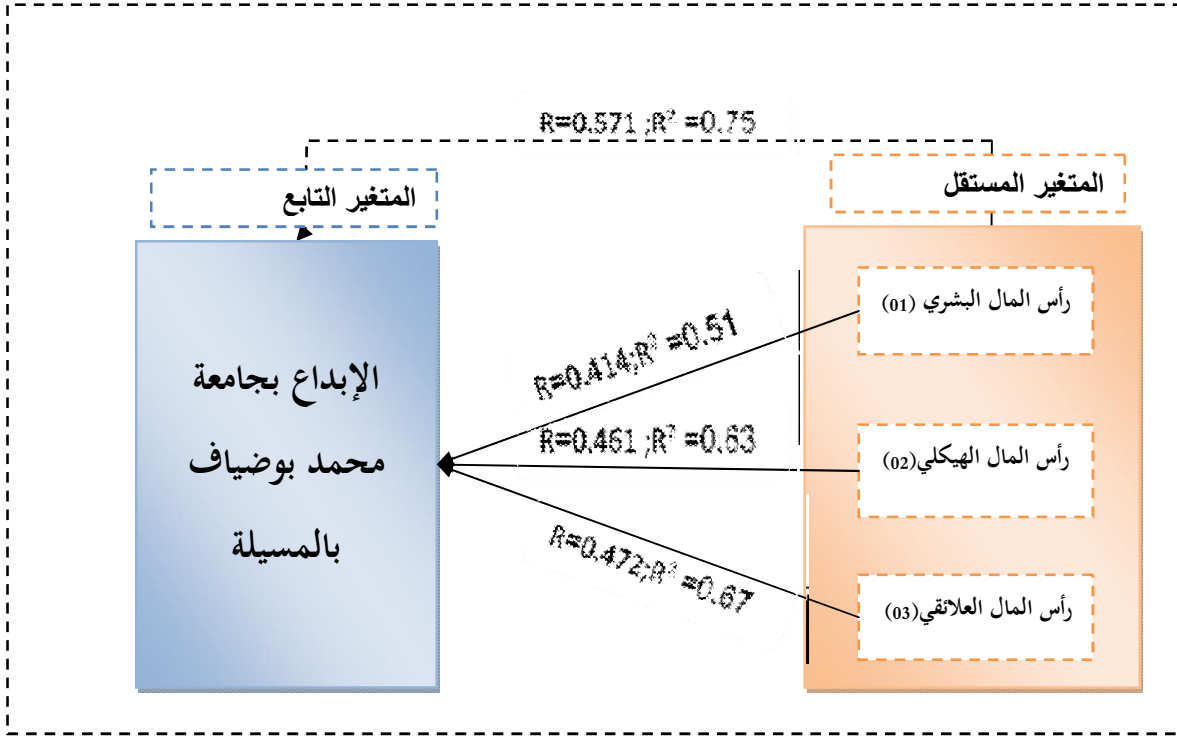 R=0.571 ;R² =0.75
المتغير المستقل
المتغير التابع
رأس المال البشري (01)
R=0.414;R² =0.51
رأس المال الهيكلي(02)
R=0.461 ;R² =0.63
رأس المال العلائقي(03)
R=0.472;R² =0.67
الإبداع بجامعة
محمد بوضياف
بالمسيلة